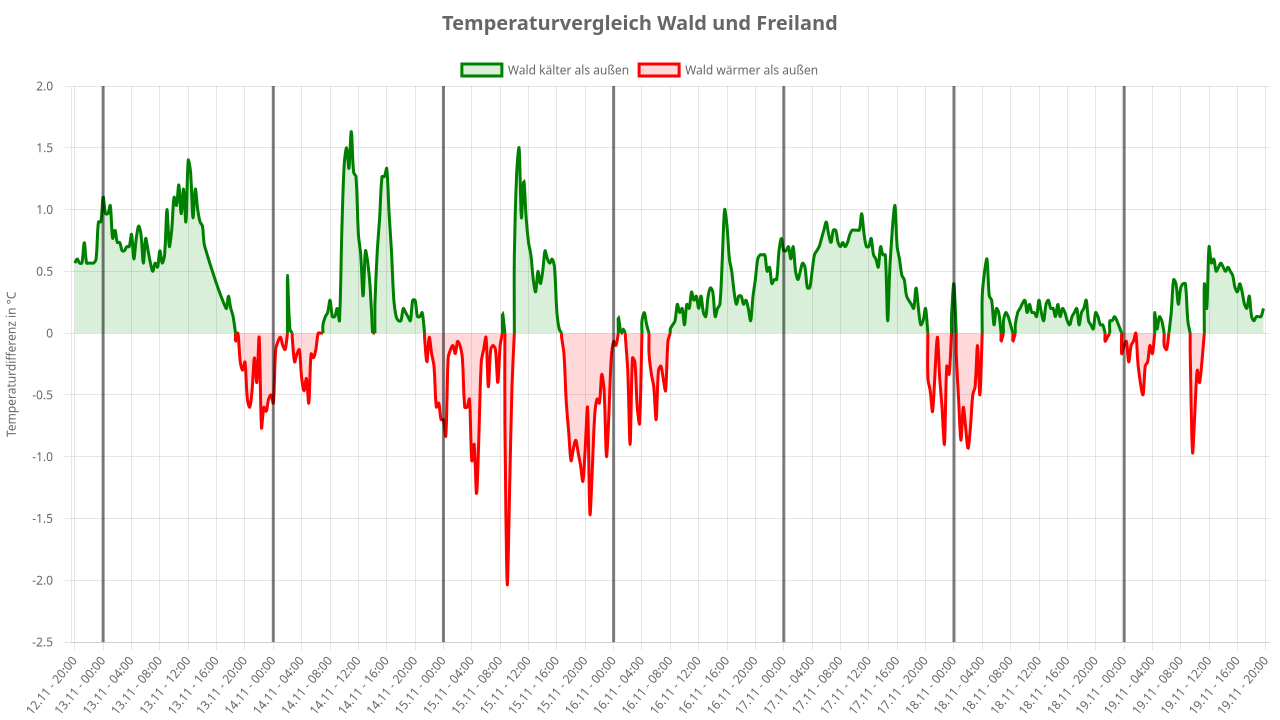 Temperaturvergleich Wald und Freiland
Wald kälter als außen
Wald wärmer als außen
Temperaturdifferenz in °C
2.0
1.5
1.0
0.5
0
-0.5
-1.0
-1.5
-2.0
-2.5
12.11 - 20:00
13.11 - 00:00
13.11 - 04:00
13.11 - 08:00
13.11 - 12:00
13.11 - 16:00
13.11 - 20:00
14.11 - 00:00
14.11 - 04:00
14.11 - 08:00
14.11 - 12:00
14.11 - 16:00
14.11 - 20:00
15.11 - 00:00
15.11 - 04:00
15.11 - 08:00
15.11 - 12:00
15.11 - 16:00
15.11 - 20:00
16.11 - 00:00
16.11 - 04:00
16.11 - 08:00
16.11 - 12:00
16.11 - 16:00
16.11 - 20:00
17.11 - 00:00
17.11 - 04:00
17.11 - 08:00
17.11 - 12:00
17.11 - 16:00
17.11 - 20:00
18.11 - 00:00
18.11 - 04:00
18.11 - 08:00
18.11 - 12:00
18.11 - 16:00
18.11 - 20:00
19.11 - 00:00
19.11 - 04:00
19.11 - 08:00
19.11 - 12:00
19.11 - 16:00
19.11 - 20:00